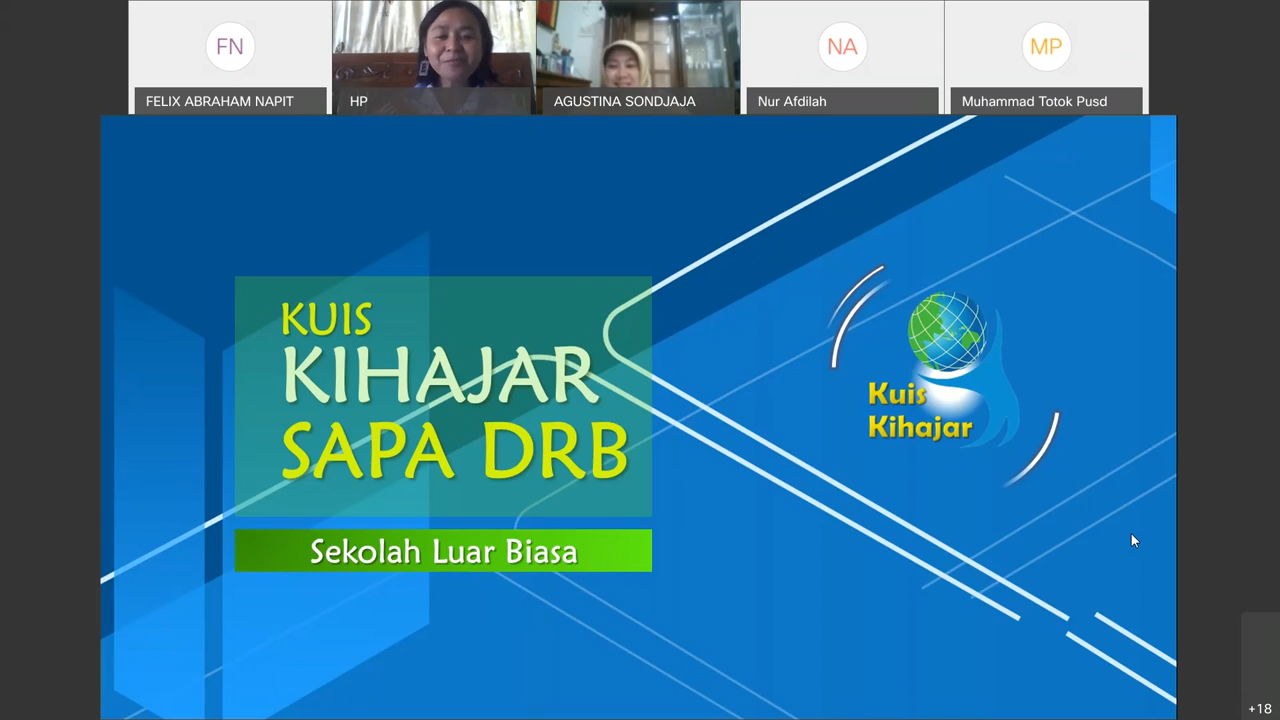 FN
NA
MP
FELIX ABRAHAM NAPIT
HP
AGUSTINA SONDJAJA
Nur Afdilah
Muhammad Totok Pusd
KUIS
KIHAJAR
SAPA DRB
Sekolah Luar Biasa
Kuis
Kihajar
+18